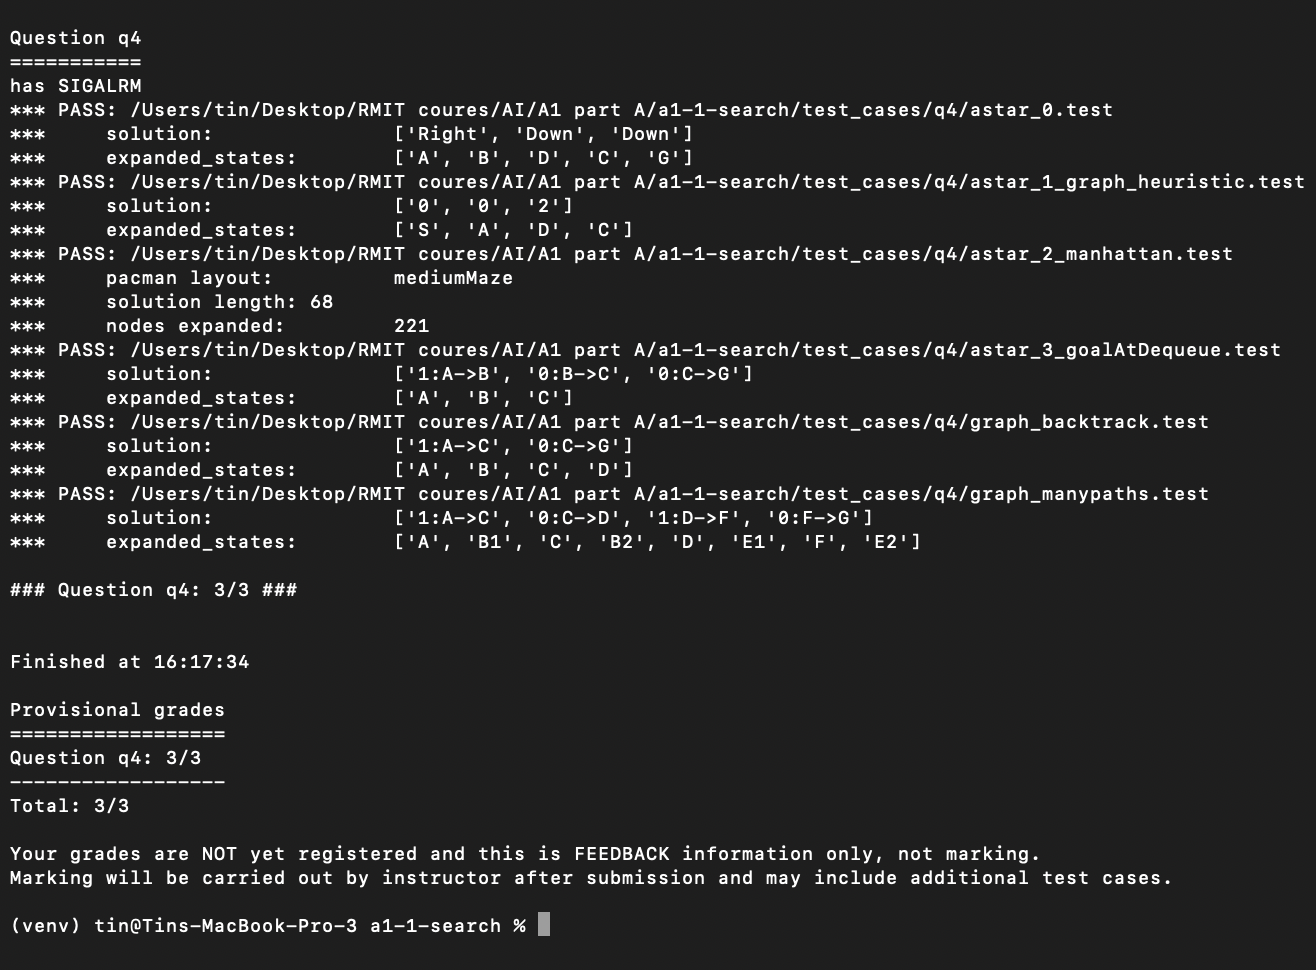 Question q4
===========
has SIGALRM
*** PASS: /Users/tin/Desktop/RMIT coures/AI/A1 part A/a1-1-search/test_cases/q4/astar_0.test
***     solution:               ['Right', 'Down', 'Down']
***     expanded_states:        ['A', 'B', 'D', 'C', 'G']
*** PASS: /Users/tin/Desktop/RMIT coures/AI/A1 part A/a1-1-search/test_cases/q4/astar_1_graph_heuristic.test
***     solution:               ['0', '0', '2']
***     expanded_states:        ['S', 'A', 'D', 'C']
*** PASS: /Users/tin/Desktop/RMIT coures/AI/A1 part A/a1-1-search/test_cases/q4/astar_2_manhattan.test
***     pacman layout:          mediumMaze
***     solution length: 68
***     nodes expanded:         221
*** PASS: /Users/tin/Desktop/RMIT coures/AI/A1 part A/a1-1-search/test_cases/q4/astar_3_goalAtDequeue.test
***     solution:               ['1:A->B', '0:B->C', '0:C->G']
***     expanded_states:        ['A', 'B', 'C']
*** PASS: /Users/tin/Desktop/RMIT coures/AI/A1 part A/a1-1-search/test_cases/q4/graph_backtrack.test
***     solution:               ['1:A->C', '0:C->G']
***     expanded_states:        ['A', 'B', 'C', 'D']
*** PASS: /Users/tin/Desktop/RMIT coures/AI/A1 part A/a1-1-search/test_cases/q4/graph_manypaths.test
***     solution:               ['1:A->C', '0:C->D', '1:D->F', '0:F->G']
***     expanded_states:        ['A', 'B1', 'C', 'B2', 'D', 'E1', 'F', 'E2']
### Question q4: 3/3 ###
Finished at 16:17:34
Provisional grades
==================
Question q4: 3/3
------------------
Total: 3/3
Your grades are NOT yet registered and this is FEEDBACK information only, not marking.
Marking will be carried out by instructor after submission and may include additional test cases.
(venv) tin@Tins-MacBook-Pro-3 a1-1-search %